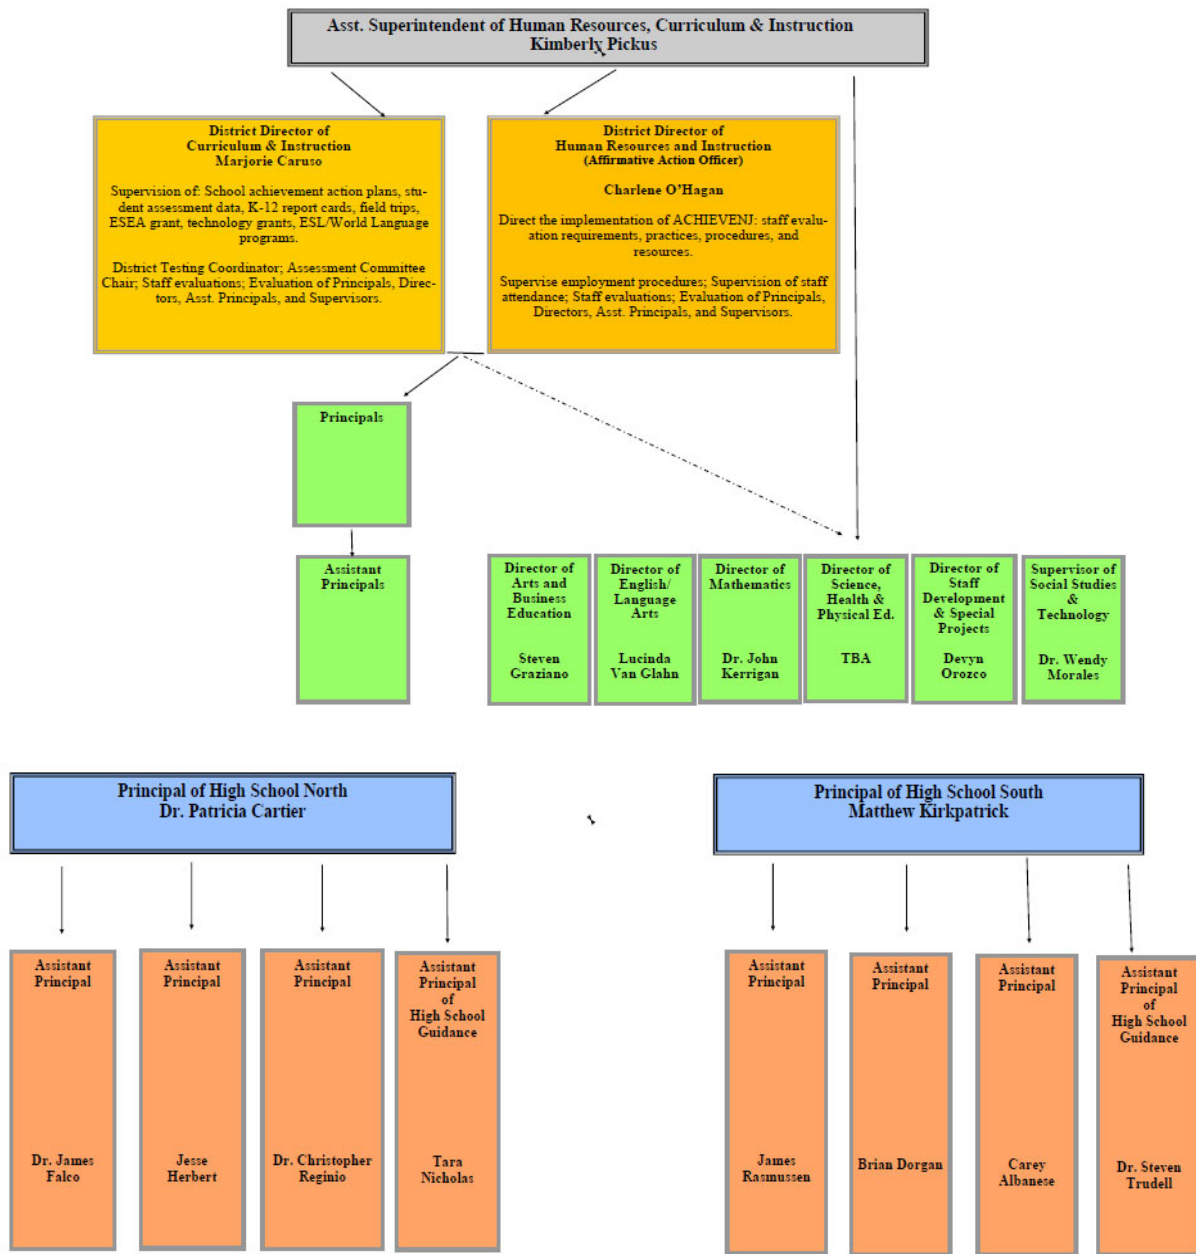 Asst. Superintendent of Human Resources, Curriculum & Instruction
Kimberly Pickus
District Director of
Curriculum & Instruction
Marjorie Caruso
Supervision of: School achievement action plans, stu-
dent assessment data, K-12 report cards, field trips,
ESEA grant, technology grants, ESL/World Language
programs.
District Testing Coordinator; Assessment Committee
Chair; Staff evaluations; Evaluation of Principals, Direc-
tors, Asst. Principals, and Supervisors.
District Director of
Human Resources and Instruction
(Affirmative Action Officer)
Charlene O'Hagan
Direct the implementation of ACHIEVENJ: staff evalu-
ation requirements, practices, procedures, and
resources.
Supervise employment procedures; Supervision of staff
attendance; Staff evaluations; Evaluation of Principals,
Directors, Asst. Principals, and Supervisors.
Principals
Assistant
Principals
Director of
Arts and
Business
Education
Steven
Graziano
Director of
English/
Language
Arts
Lucinda
Van Glahn
Director of
Mathematics
Dr. John
Kerrigan
Director of
Science,
Health &
Physical Ed.
TBA
Director of
Staff
Development
& Special
Projects
Devyn
Orozco
Supervisor of
Social Studies
&
Technology
Dr. Wendy
Morales
Principal of High School North
Dr. Patricia Cartier
Principal of High School South
Matthew Kirkpatrick
Assistant
Principal
Dr. James
Falco
Assistant
Principal
Jesse
Herbert
Assistant
Principal
Dr. Christopher
Reginio
Assistant
Principal
of
High School
Guidance
Tara
Nicholas
Assistant
Principal
James
Rasmussen
Assistant
Principal
Brian Dorgan
Assistant
Principal
Carey
Albanese
Assistant
Principal
of
High School
Guidance
Dr. Steven
Trudell